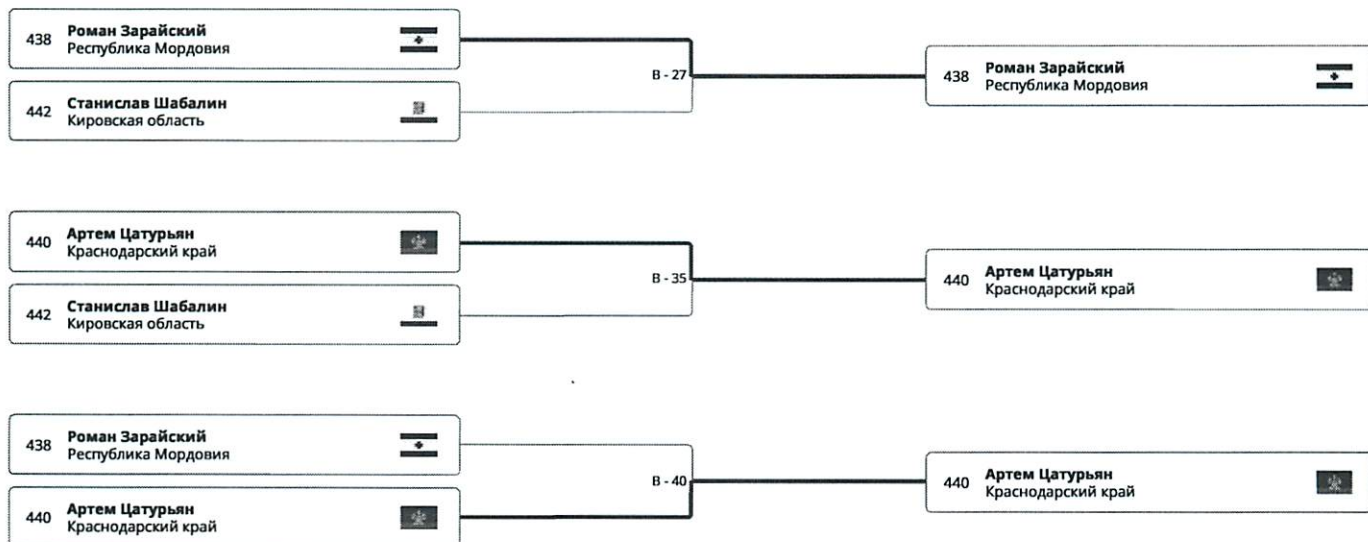 438 Роман Зарайский
Республика Мордовия
442 Станислав Шабалин
Кировская область
B - 27
438 Роман Зарайский
Республика Мордовия
440 Артем Цатурьян
Краснодарский край
442 Станислав Шабалин
Кировская область
B - 35
440 Артем Цатурьян
Краснодарский край
438 Роман Зарайский
Республика Мордовия
440 Артем Цатурьян
Краснодарский край
B - 40
440 Артем Цатурьян
Краснодарский край